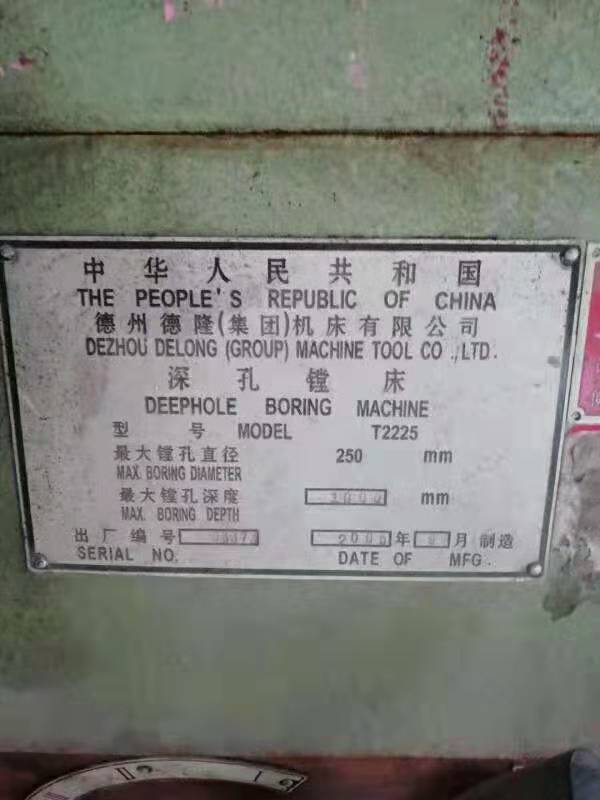 中华人民共和国
THE PEOPLE'S REPUBLIC OF CHINA
德州德隆(集团)机床有限公司
DEZHOU DELONG (GROUP) MACHINE TOOL CO.,LTD.
深孔镗床
DEEPHOLE BORING MACHINE
型号 MODEL T2225
最大镗孔直径 250 mm
MAX. BORING DIAMETER
最大镗孔深度 mm
MAX. BORING DEPTH
出厂编号 年 月 制造
SERIAL NO. DATE OF MFG.